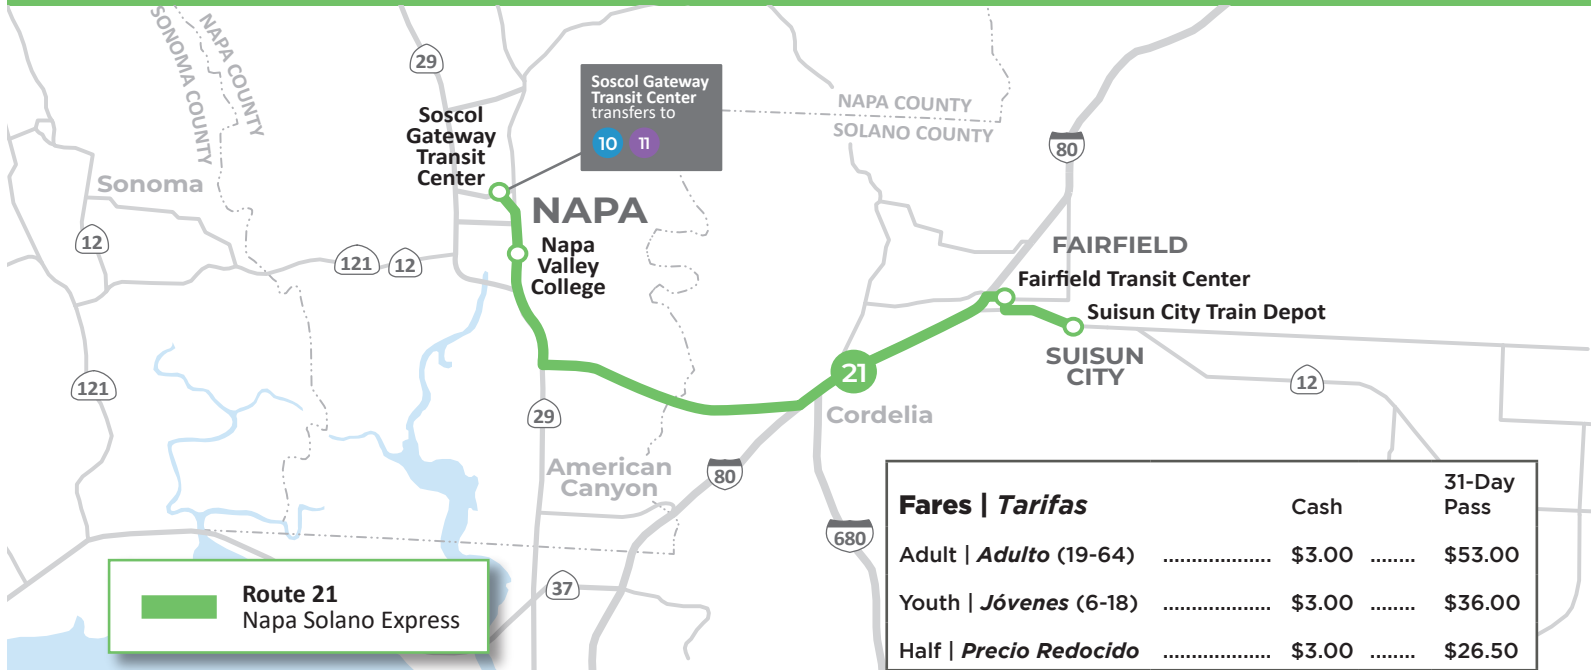 NAPA COUNTY
SONOMA COUNTY
29
Soscol
Gateway
Transit
Center
Soscol Gateway
Transit Center
transfers to
10 11
NAPA COUNTY
SOLANO COUNTY
80
Sonoma
NAPA
12
121 12
Napa
Valley
College
FAIRFIELD
Fairfield Transit Center
Suisun City Train Depot
SUISUN
CITY
21
121
29
12
Cordelia
American
Canyon
80
680
37
Route 21
Napa Solano Express
Fares | Tarifas Cash 31-Day
Pass
Adult | Adulto (19-64) ..................... $3.00 ........ $53.00
Youth | Jóvenes (6-18) ..................... $3.00 ........ $36.00
Half | Precio Redocido ..................... $3.00 ........ $26.50